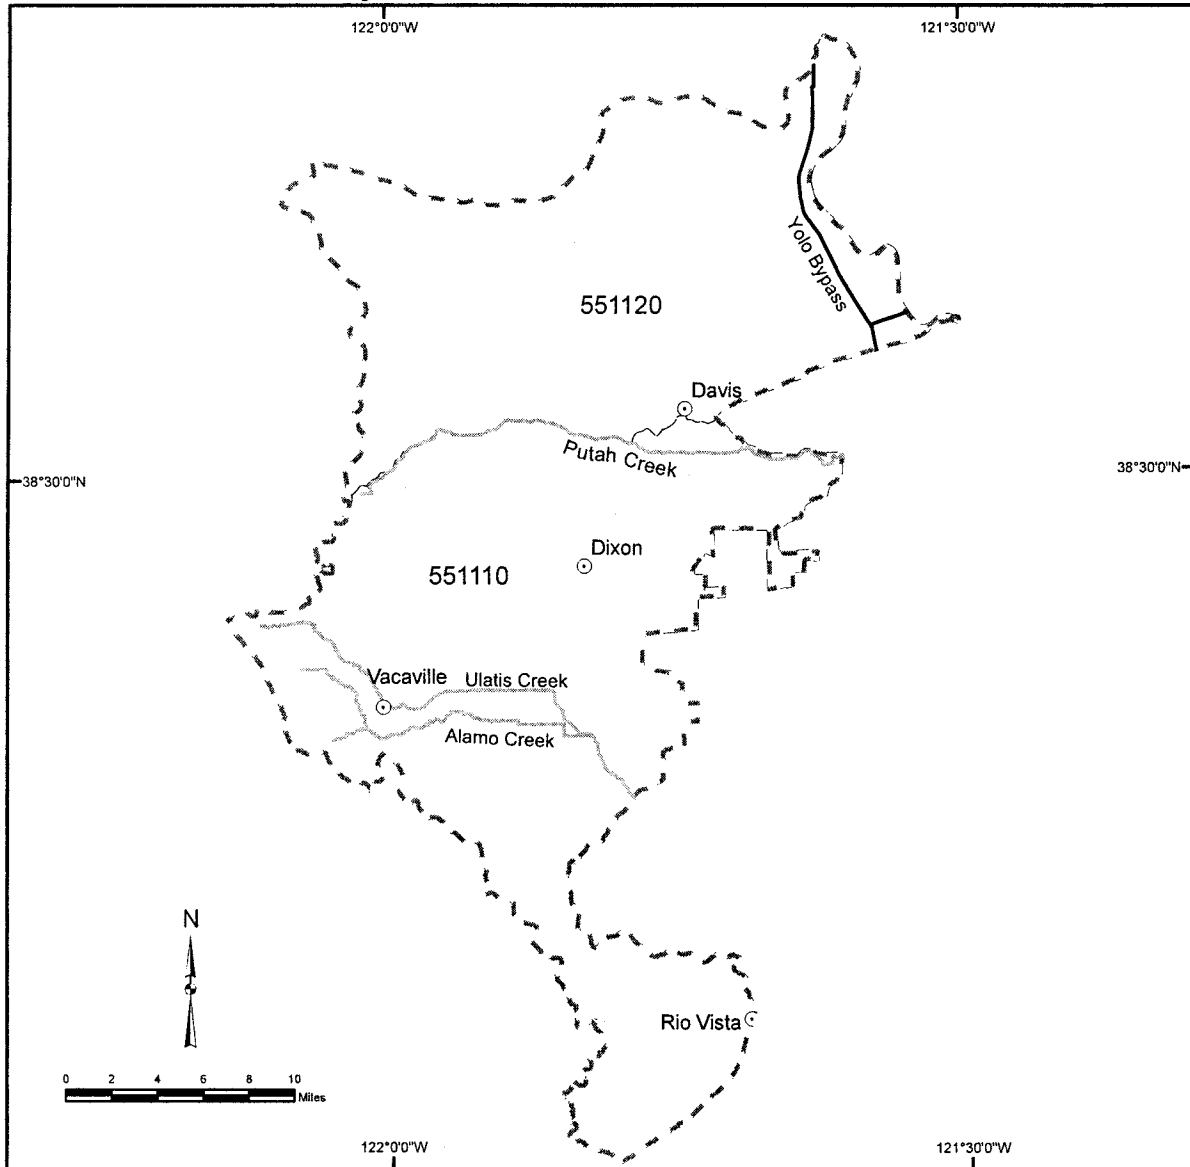 122°0'0"W
121°30'0"W
Yolo Bypass
551120
Davis
Putah Creek
38°30'0"N
38°30'0"N
Dixon
551110
Vacaville
Ulatis Creek
Alamo Creek
N
Rio Vista
0 2 4 6 8 10
Miles
122°0'0"W
121°30'0"W